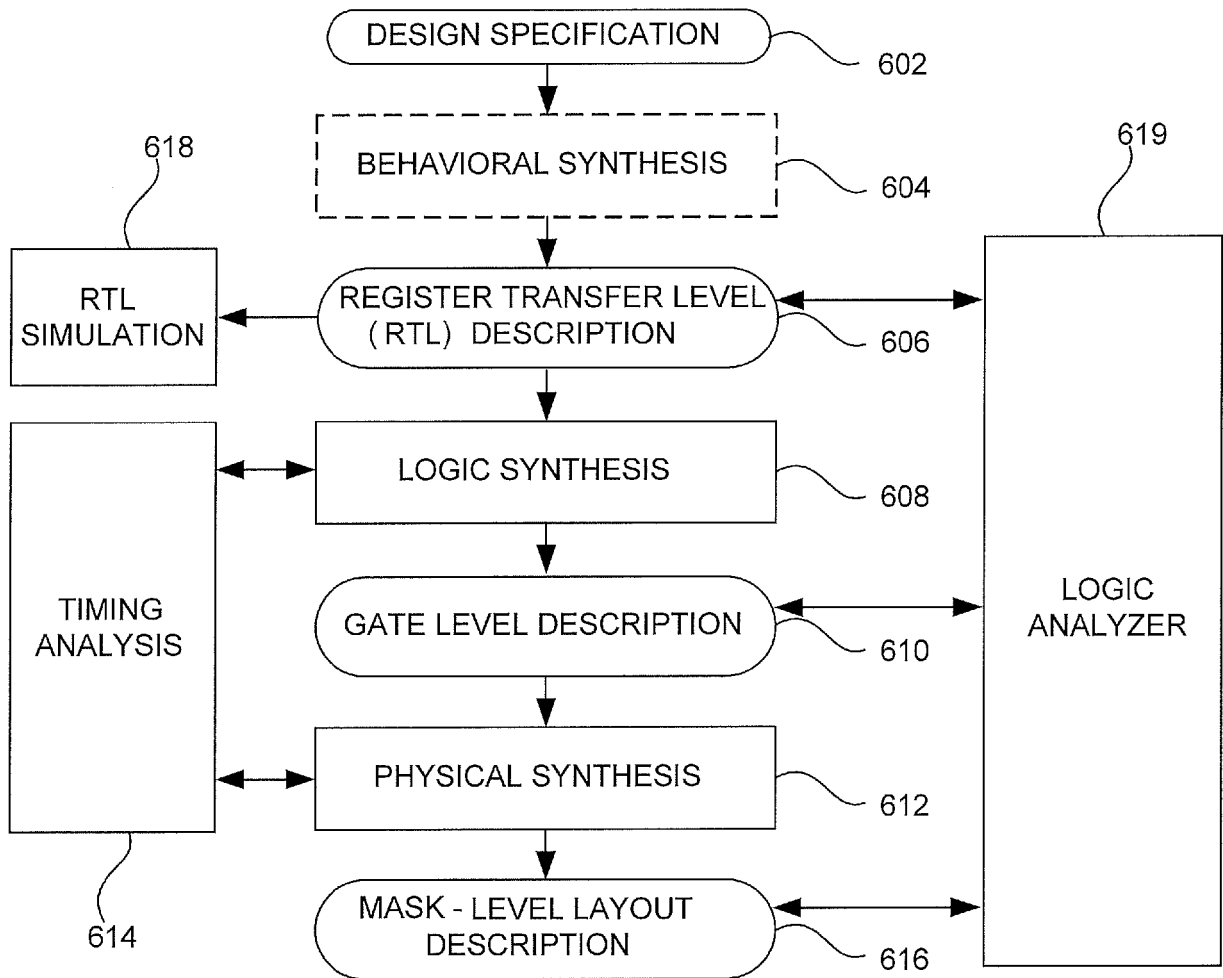 DESIGN SPECIFICATION
602
BEHAVIORAL SYNTHESIS
604
618
619
RTL
SIMULATION
REGISTER TRANSFER LEVEL
( RTL) DESCRIPTION
606
LOGIC SYNTHESIS
608
TIMING
ANALYSIS
GATE LEVEL DESCRIPTION
610
LOGIC
ANALYZER
PHYSICAL SYNTHESIS
612
614
MASK - LEVEL LAYOUT
DESCRIPTION
616